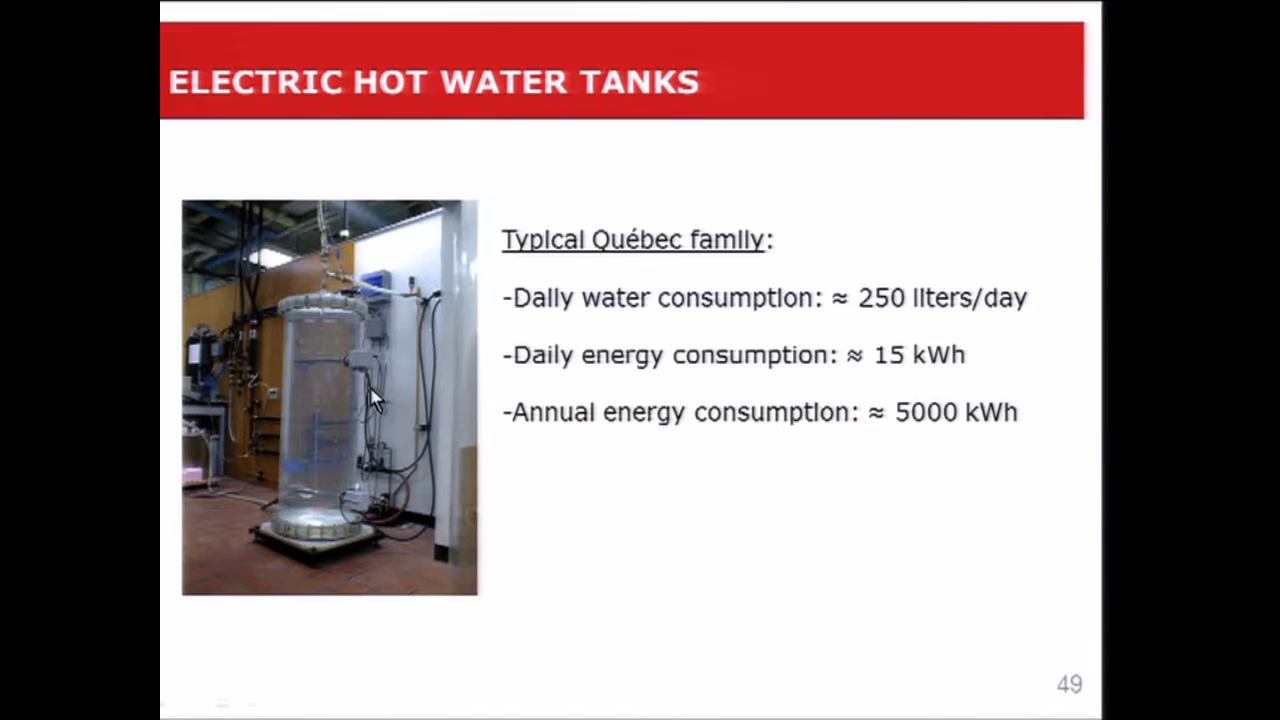 ELECTRIC HOT WATER TANKS
Typical Québec family:
-Daily water consumption: ≈ 250 liters/day
-Daily energy consumption: ≈ 15 kWh
-Annual energy consumption: ≈ 5000 kWh
49